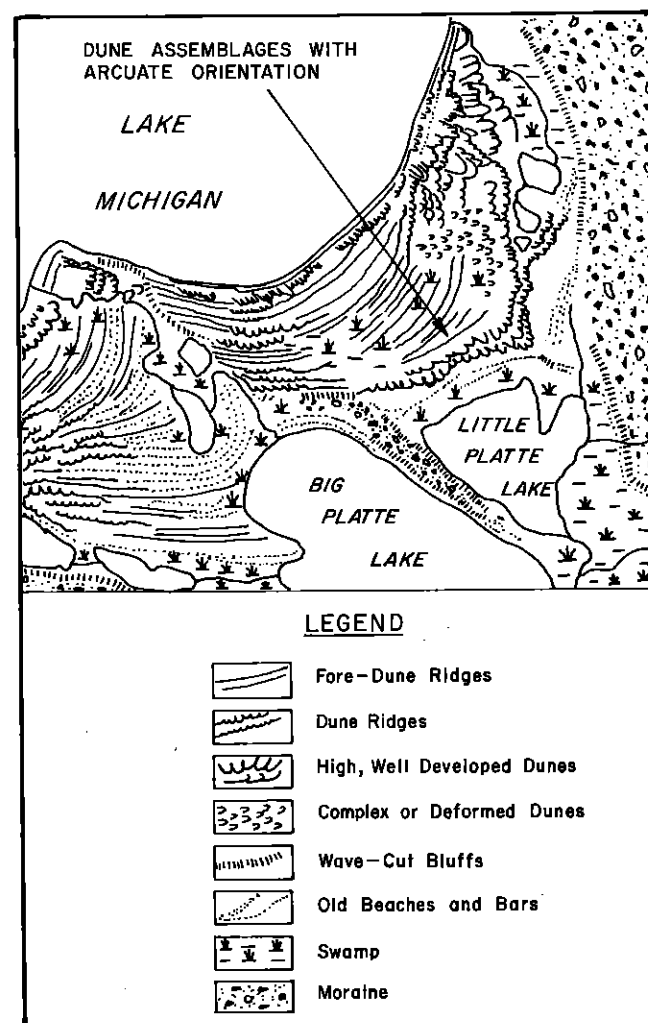 DUNE ASSEMBLAGES WITH
ARCUATE ORIENTATION
LAKE
MICHIGAN
LITTLE
PLATTE
LAKE
BIG
PLATTE
LAKE
LEGEND
Fore-Dune Ridges
Dune Ridges
High, Well Developed Dunes
Complex or Deformed Dunes
Wave-Cut Bluffs
Old Beaches and Bars
Swamp
Moraine